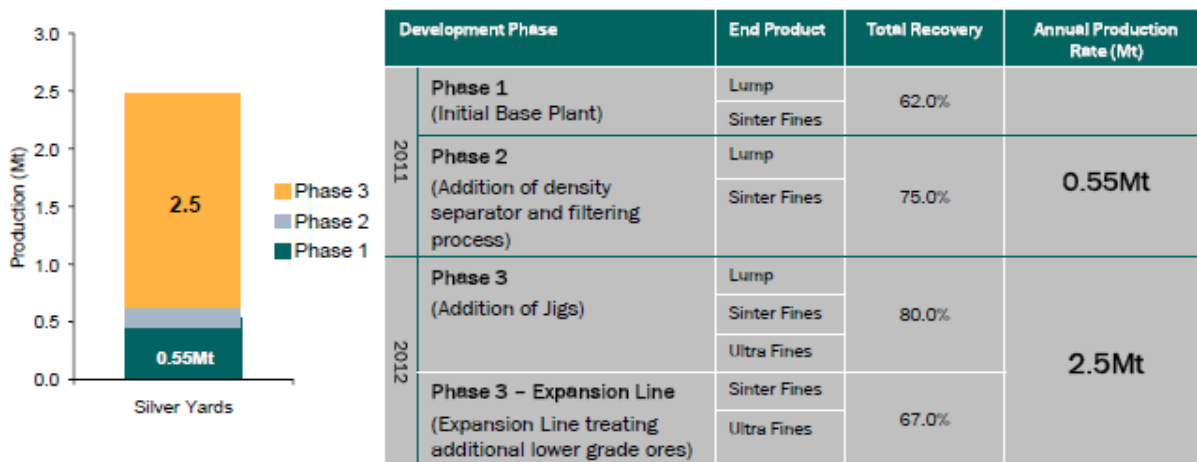 3.0
2.5
2.0
1.5
1.0
0.5
0.0
Production (Mt)
2.5
0.55Mt
Silver Yards
Phase 3
Phase 2
Phase 1
Development Phase
End Product
Total Recovery
Annual Production
Rate (Mt)
2011
Phase 1
(Initial Base Plant)
Lump
Sinter Fines
62.0%
Phase 2
(Addition of density
separator and filtering
process)
Lump
Sinter Fines
75.0%
0.55Mt
2012
Phase 3
(Addition of Jigs)
Lump
Sinter Fines
Ultra Fines
80.0%
Phase 3 – Expansion Line
(Expansion Line treating
additional lower grade ores)
Sinter Fines
Ultra Fines
67.0%
2.5Mt